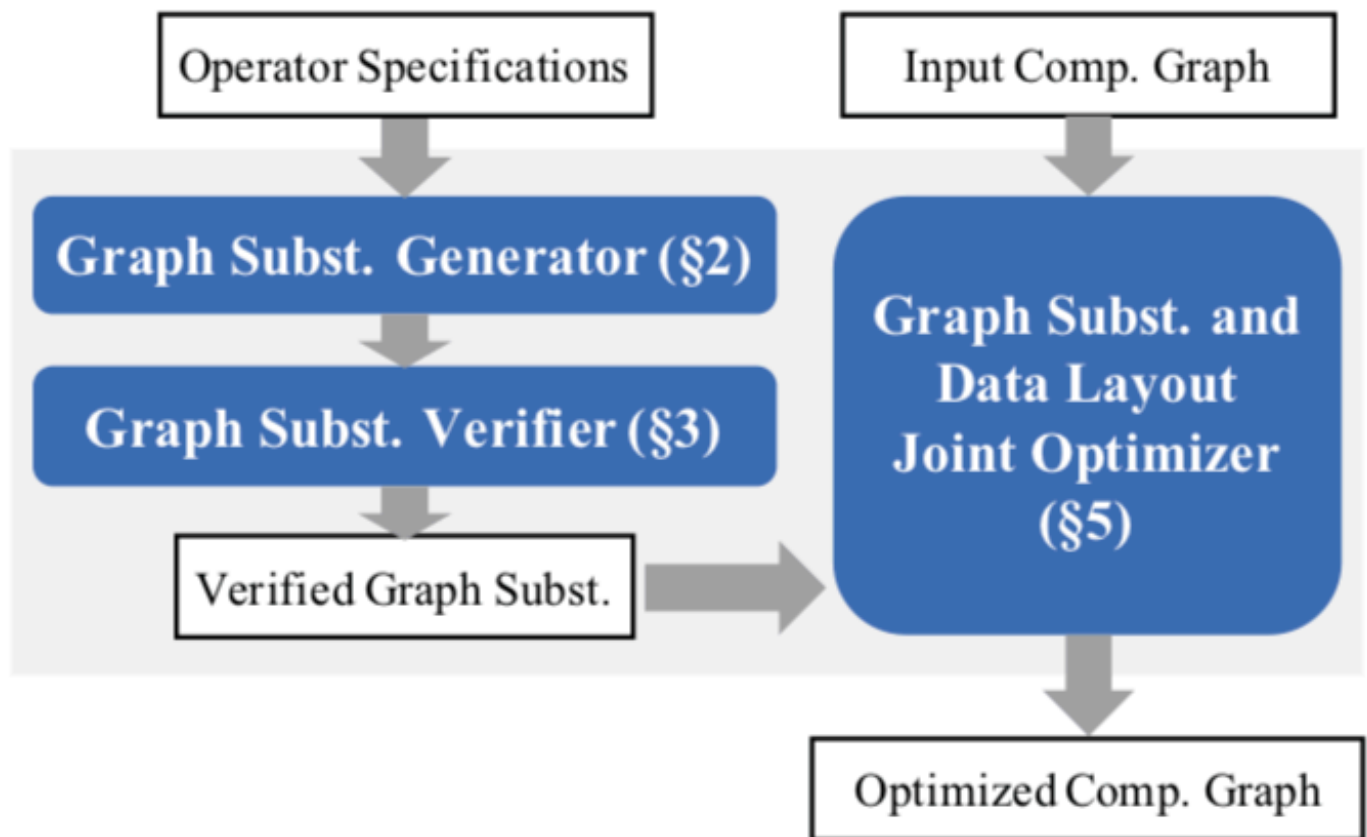 Operator Specifications
Input Comp. Graph
Graph Subst. Generator (§2)
Graph Subst. Verifier (§3)
Verified Graph Subst.
Graph Subst. and
Data Layout
Joint Optimizer
(§5)
Optimized Comp. Graph